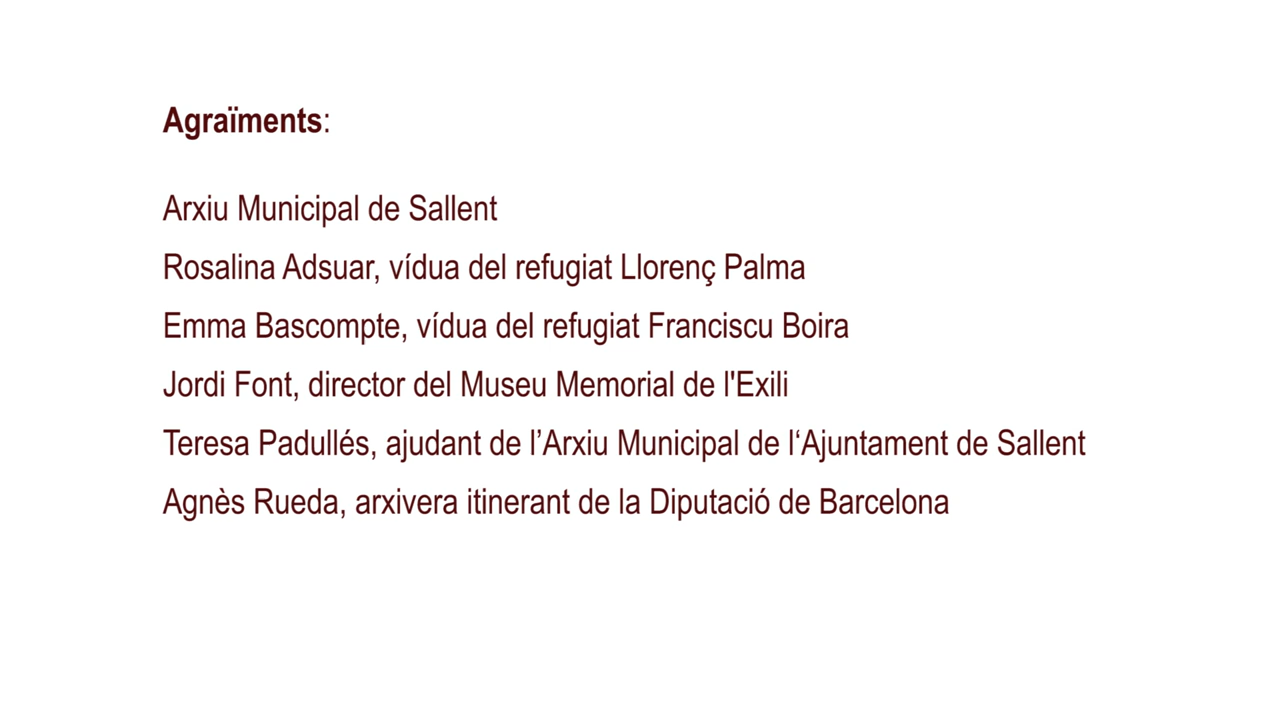 Agraïments:
Arxiu Municipal de Sallent
Rosalina Adsuar, vídua del refugiat Llorenç Palma
Emma Bascompte, vídua del refugiat Franciscu Boira
Jordi Font, director del Museu Memorial de l'Exili
Teresa Padullés, ajudant de l’Arxiu Municipal de l‘Ajuntament de Sallent
Agnès Rueda, arxivera itinerant de la Diputació de Barcelona